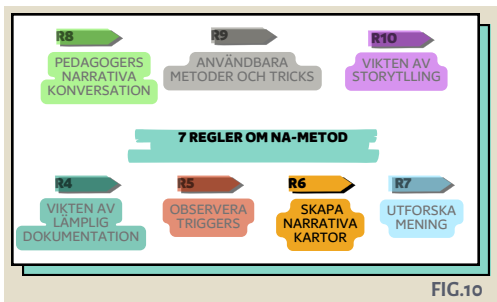 R8
PEDAGOGERS
NARRATIVA
KONVERSATION
R9
ANVÄNDBARA
METODER OCH TRICKS
R10
VIKTEN AV
STORYTLLING
7 REGLER OM NA-METOD
R4
VIKTEN AV
LÄMPLIG
DOKUMENTATION
R5
OBSERVERA
TRIGGERS
R6
SKAPA
NARRATIVA
KARTOR
R7
UTFORSKA
MENING
FIG.10